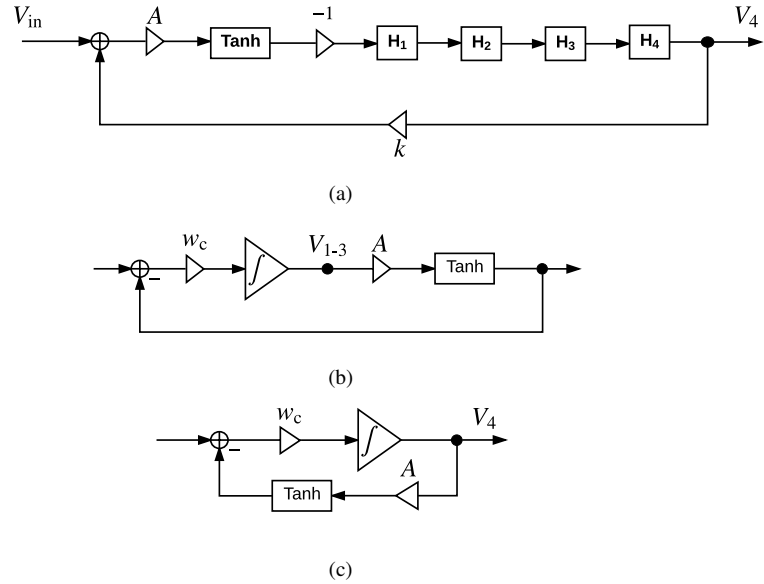 V_in A Tanh −1 H₁ H₂ H₃ H₄ V₄
k
(a)
w_c ∫ V₁₋₃ A Tanh
−
(b)
w_c ∫ V₄
−
Tanh A
(c)